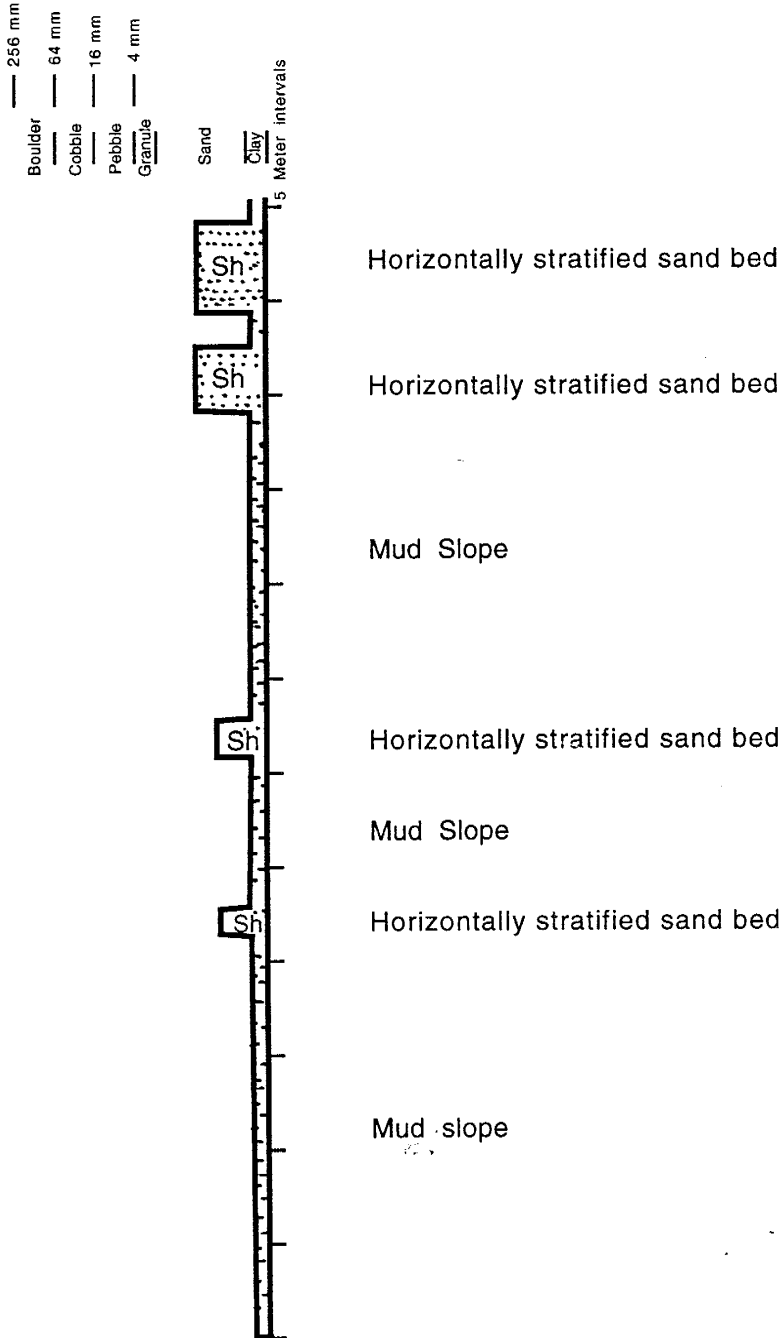 256 mm
64 mm
16 mm
4 mm
Boulder
Cobble
Pebble
Granule
Sand
Clay
5 Meter intervals
Sh
Horizontally stratified sand bed
Sh
Horizontally stratified sand bed
Mud Slope
Sh
Horizontally stratified sand bed
Mud Slope
Sh
Horizontally stratified sand bed
Mud slope